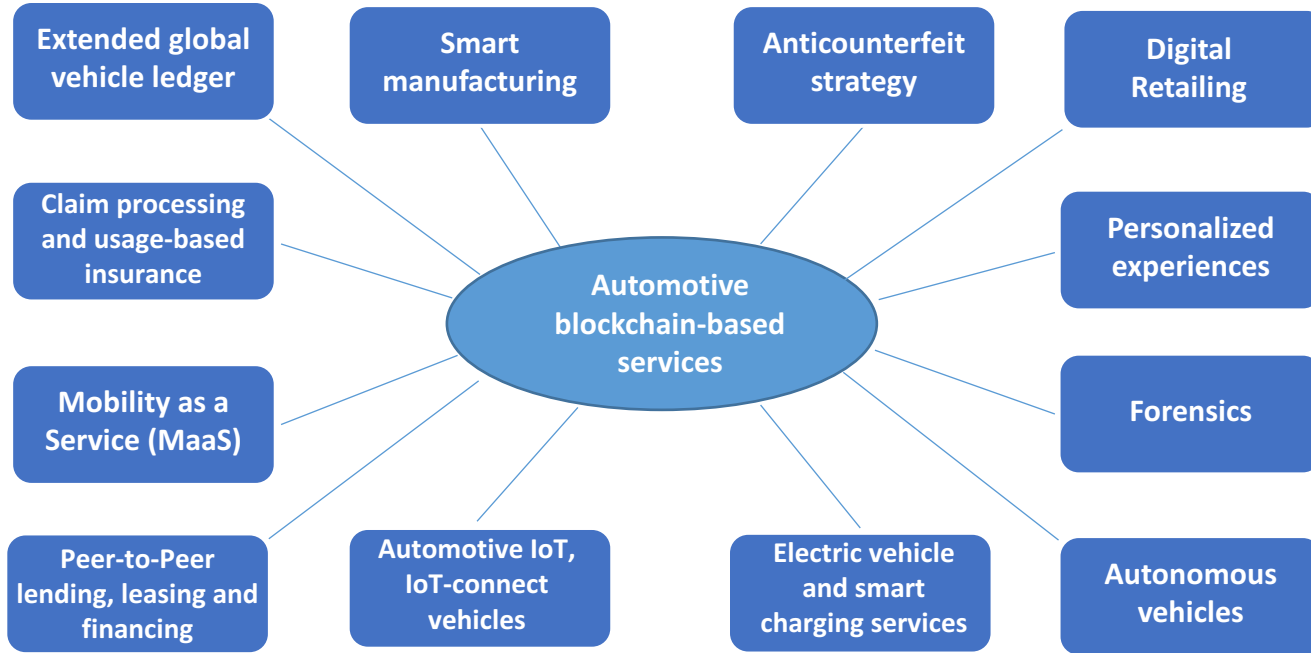 Extended global
vehicle ledger
Smart
manufacturing
Anticounterfeit
strategy
Digital
Retailing
Claim processing
and usage-based
insurance
Automotive
blockchain-based
services
Personalized
experiences
Mobility as a
Service (MaaS)
Forensics
Peer-to-Peer
lending, leasing and
financing
Automotive IoT,
IoT-connect
vehicles
Electric vehicle
and smart
charging services
Autonomous
vehicles